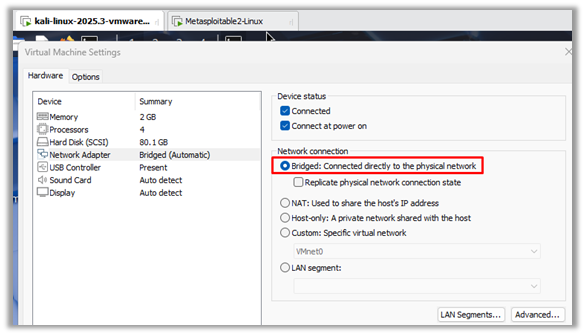 kali-linux-2025.3-vmware...
Metasploitable2-Linux
Virtual Machine Settings
Hardware Options
Device Summary
Memory 2 GB
Processors 4
Hard Disk (SCSI) 80.1 GB
Network Adapter Bridged (Automatic)
USB Controller Present
Sound Card Auto detect
Display Auto detect
Device status
Connected
Connect at power on
Network connection
Bridged: Connected directly to the physical network
Replicate physical network connection state
NAT: Used to share the host's IP address
Host-only: A private network shared with the host
Custom: Specific virtual network
VMnet0
LAN segment:
LAN Segments... Advanced...